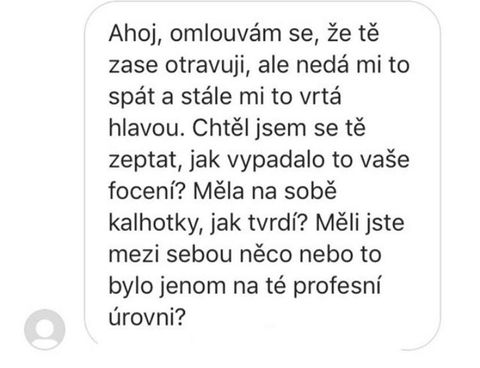 Ahoj, omlouvám se, že tě
zase otravuji, ale nedá mi to
spát a stále mi to vrtá
hlavou. Chtěl jsem se tě
zeptat, jak vypadalo to vaše
focení? Měla na sobě
kalhotky, jak tvrdí? Měli jste
mezi sebou něco nebo to
bylo jenom na té profesní
úrovni?